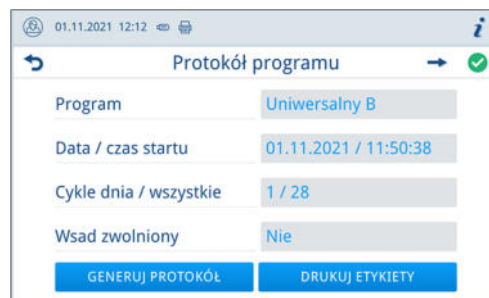 01.11.2021 12:12
Protokół programu
Program Uniwersalny B
Data / czas startu 01.11.2021 / 11:50:38
Cykle dnia / wszystkie 1 / 28
Wsad zwolniony Nie
GENERUJ PROTOKÓŁ DRUKUJ ETYKIETY